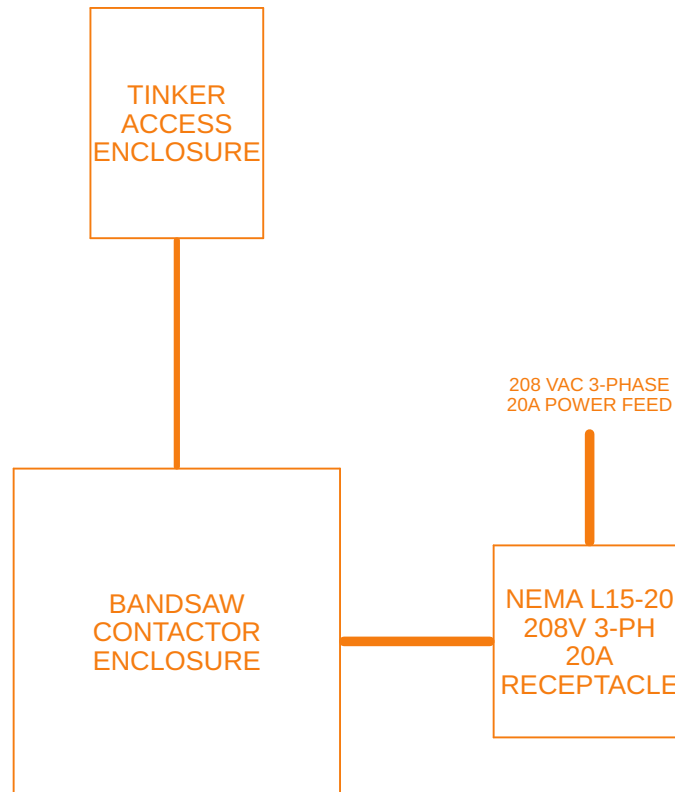 TINKER
ACCESS
ENCLOSURE
208 VAC 3-PHASE
20A POWER FEED
BANDSAW
CONTACTOR
ENCLOSURE
NEMA L15-20
208V 3-PH
20A
RECEPTACLE